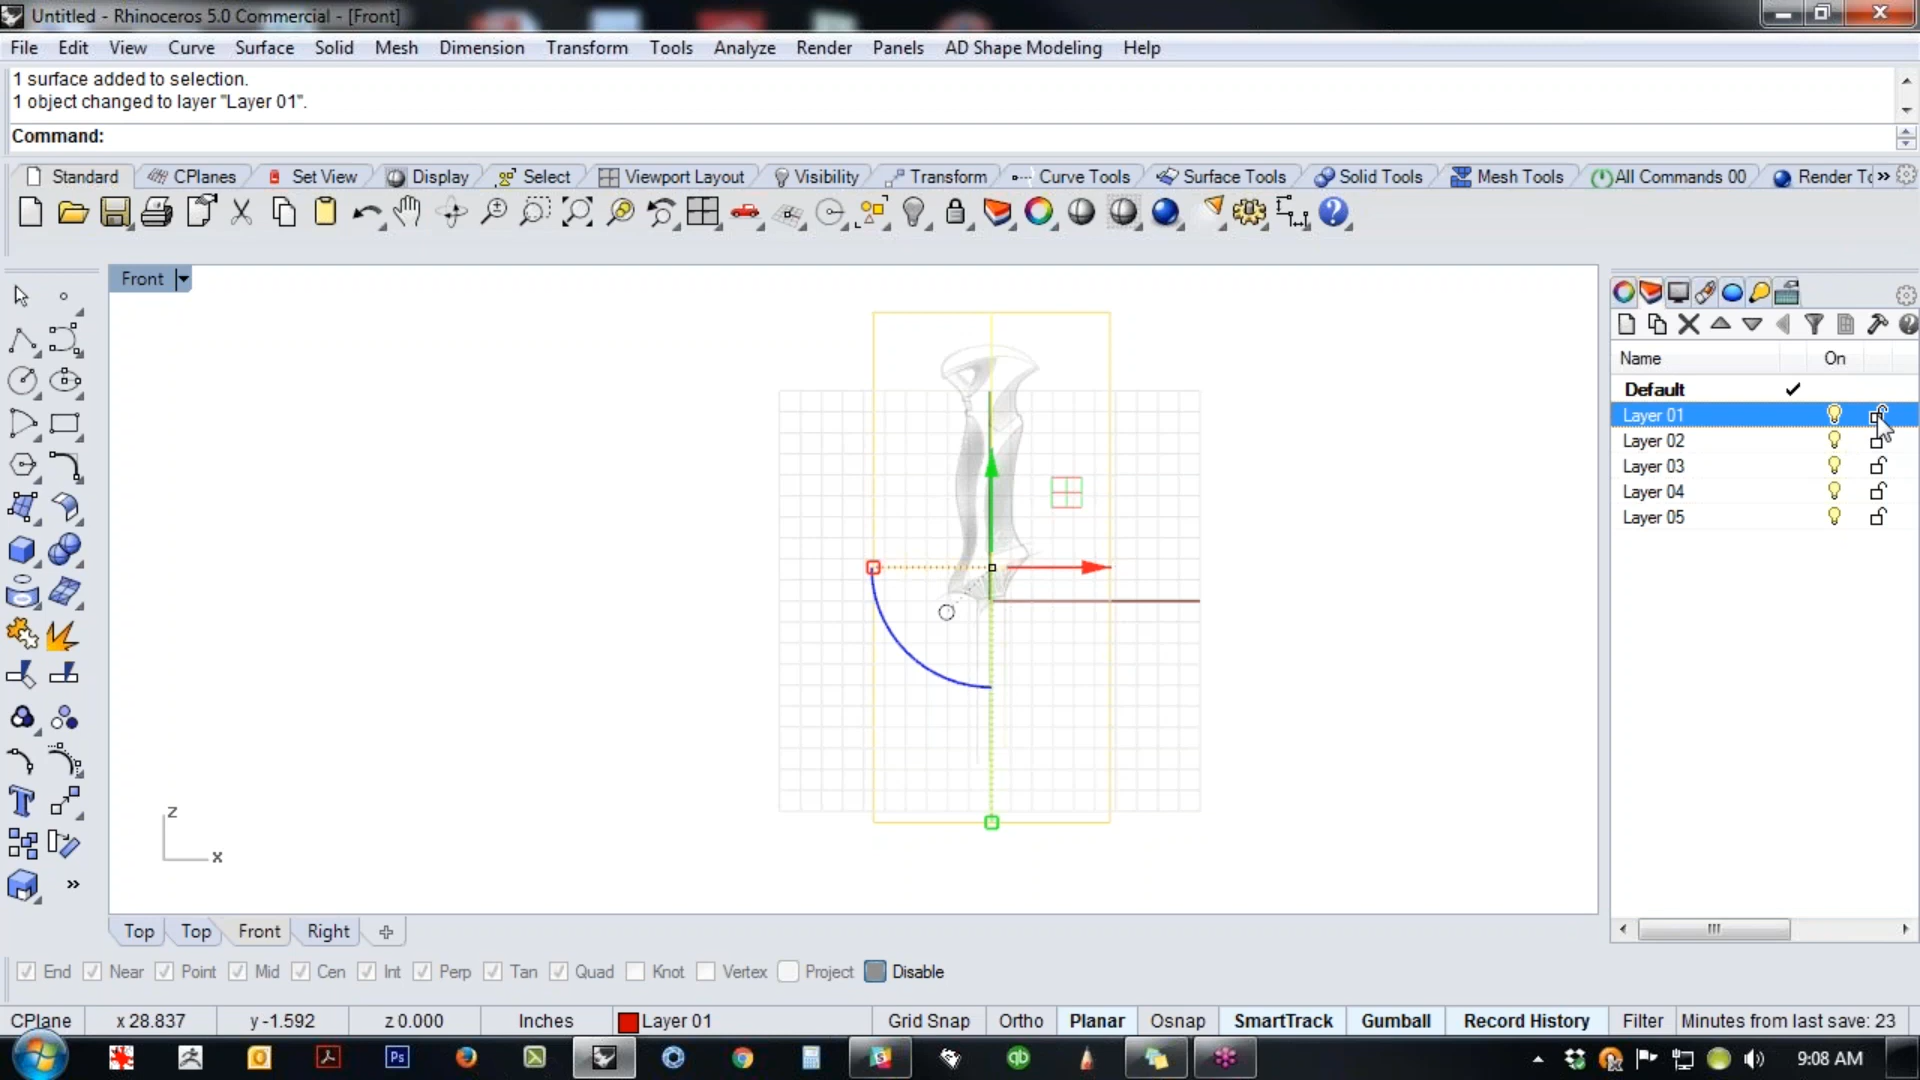 Untitled - Rhinoceros 5.0 Commercial - [Front]
File Edit View Curve Surface Solid Mesh Dimension Transform Tools Analyze Render Panels AD Shape Modeling Help
1 surface added to selection.
1 object changed to layer "Layer 01".
Command:
Standard CPlanes Set View Display Select Viewport Layout Visibility Transform Curve Tools Surface Tools Solid Tools Mesh Tools All Commands 00 Render To »
Front
Name On
Default
Layer 01
Layer 02
Layer 03
Layer 04
Layer 05
z
x
Top Top Front Right
End Near Point Mid Cen Int Perp Tan Quad Knot Vertex Project Disable
CPlane x 28.837 y -1.592 z 0.000 Inches Layer 01 Grid Snap Ortho Planar Osnap SmartTrack Gumball Record History Filter Minutes from last save: 23
Ps qb 9:08 AM